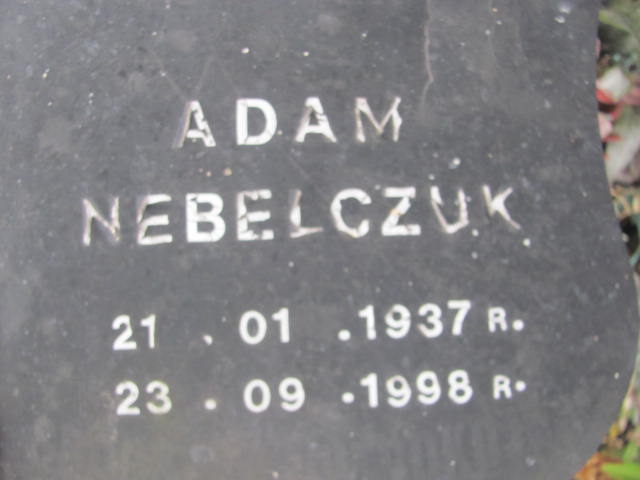 ADAM
NEBELCZUK
21 . 01 .1937 R.
23 . 09 .1998 R.